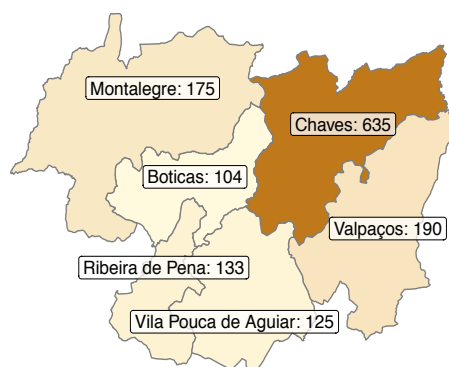 Montalegre: 175
Chaves: 635
Boticas: 104
Valpaços: 190
Ribeira de Pena: 133
Vila Pouca de Aguiar: 125